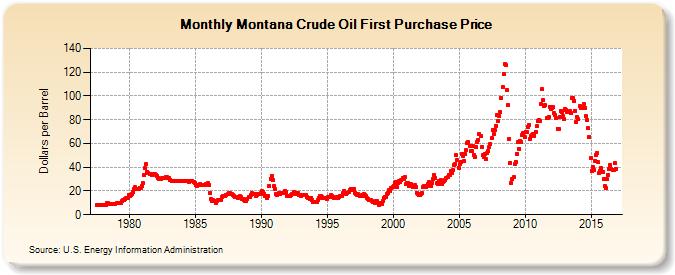 Monthly Montana Crude Oil First Purchase Price
Dollars per Barrel
140
120
100
80
60
40
20
0
1980 1985 1990 1995 2000 2005 2010 2015
Source: U.S. Energy Information Administration